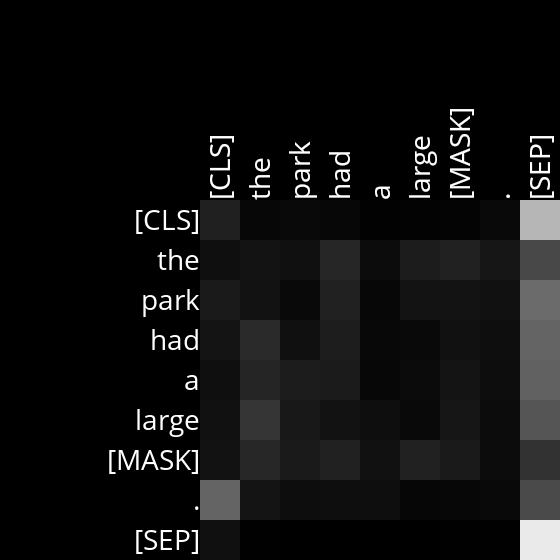 [CLS] the park had a large [MASK] . [SEP]
[CLS]
the
park
had
a
large
[MASK]
.
[SEP]